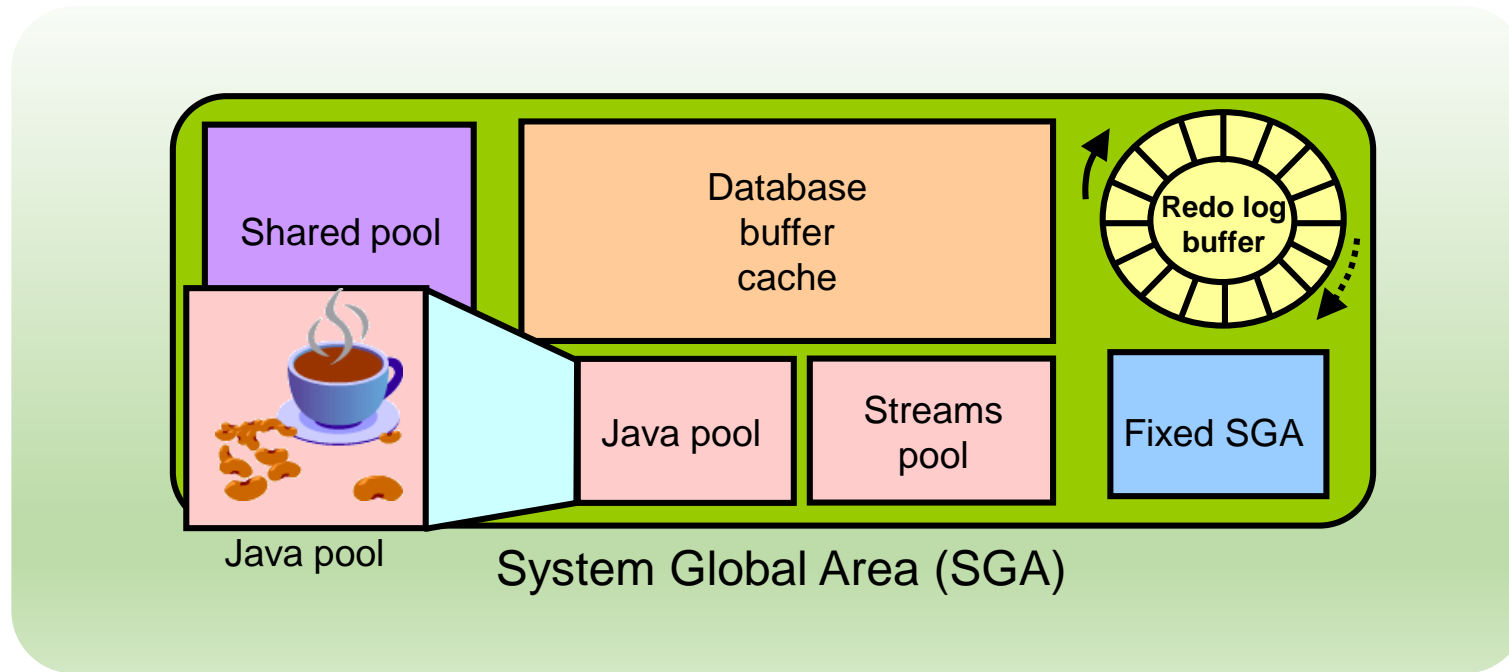 Shared pool
Database
buffer
cache
Redo log
buffer
Java pool
Streams
pool
Fixed SGA
Java pool
System Global Area (SGA)